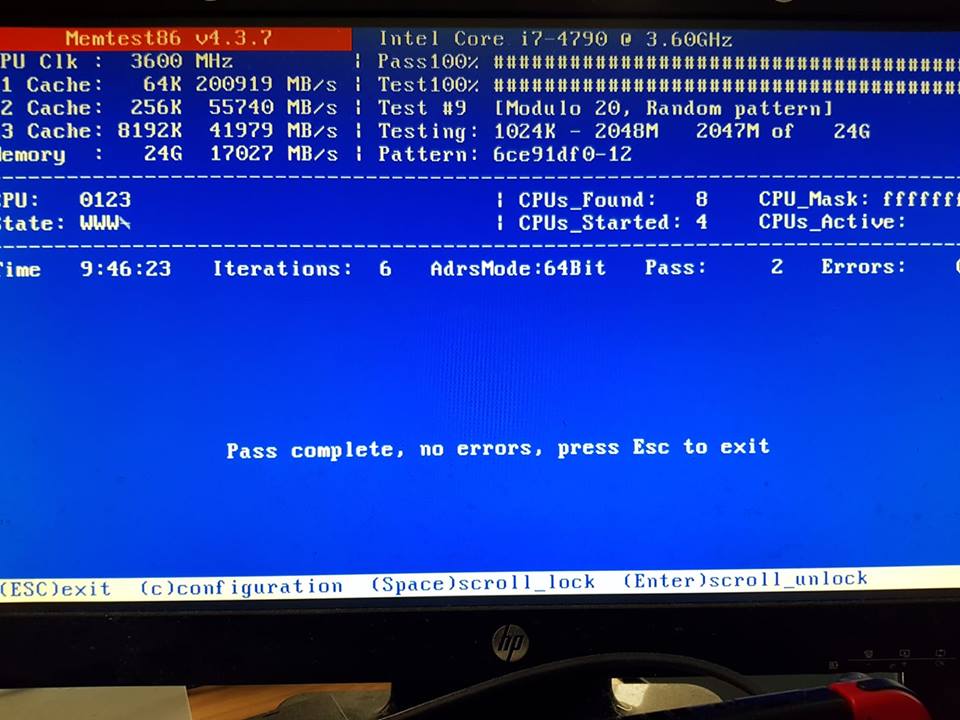 Memtest86 v4.3.7 Intel Core i7-4790 @ 3.60GHz
PU Clk : 3600 MHz | Pass100% ####################################
1 Cache: 64K 200919 MB/s | Test100% ####################################
2 Cache: 256K 55740 MB/s | Test #9 [Modulo 20, Random pattern]
3 Cache: 8192K 41979 MB/s | Testing: 1024K - 2048M 2047M of 24G
emory : 24G 17027 MB/s | Pattern: 6ce91df0-12
PU: 0123 | CPUs_Found: 8 CPU_Mask: fffffff
tate: WWW\ | CPUs_Started: 4 CPUs_Active:
ime 9:46:23 Iterations: 6 AdrsMode:64Bit Pass: 2 Errors:
Pass complete, no errors, press Esc to exit
(ESC)exit (c)configuration (Space)scroll_lock (Enter)scroll_unlock
hp